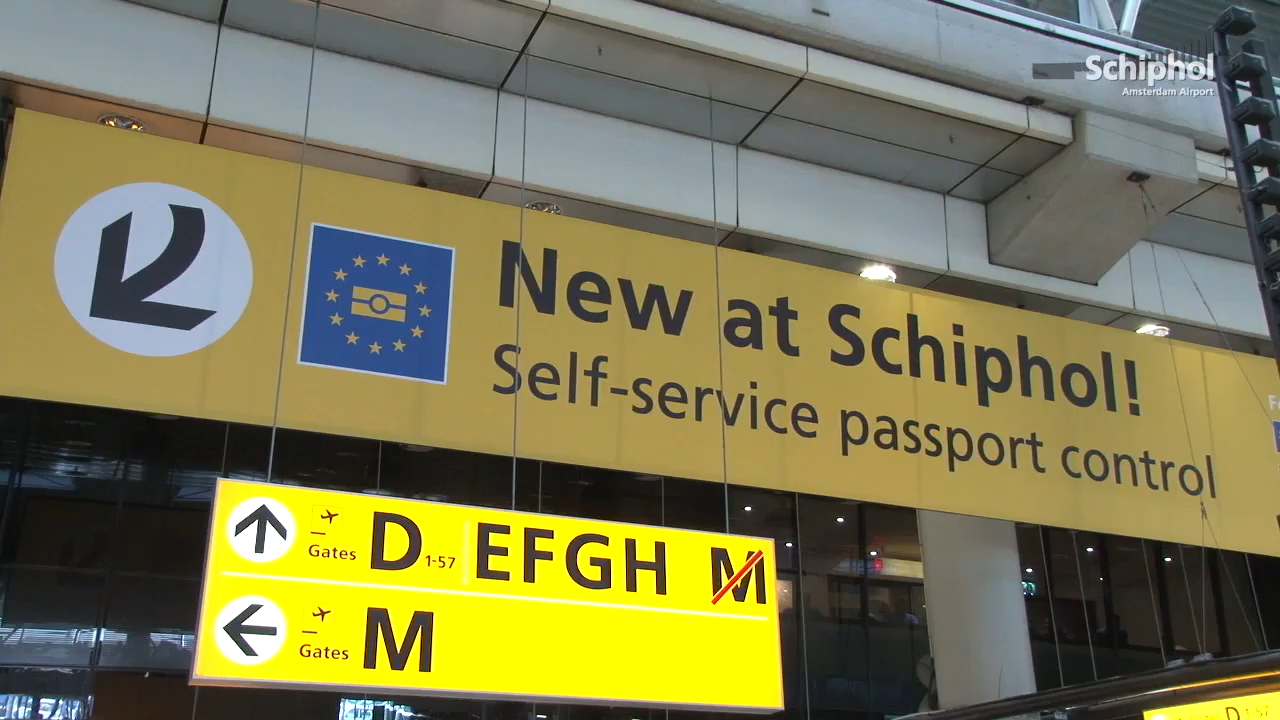 Schiphol
Amsterdam Airport
New at Schiphol!
Self-service passport control
Gates D 1-57 EFGH M
Gates M